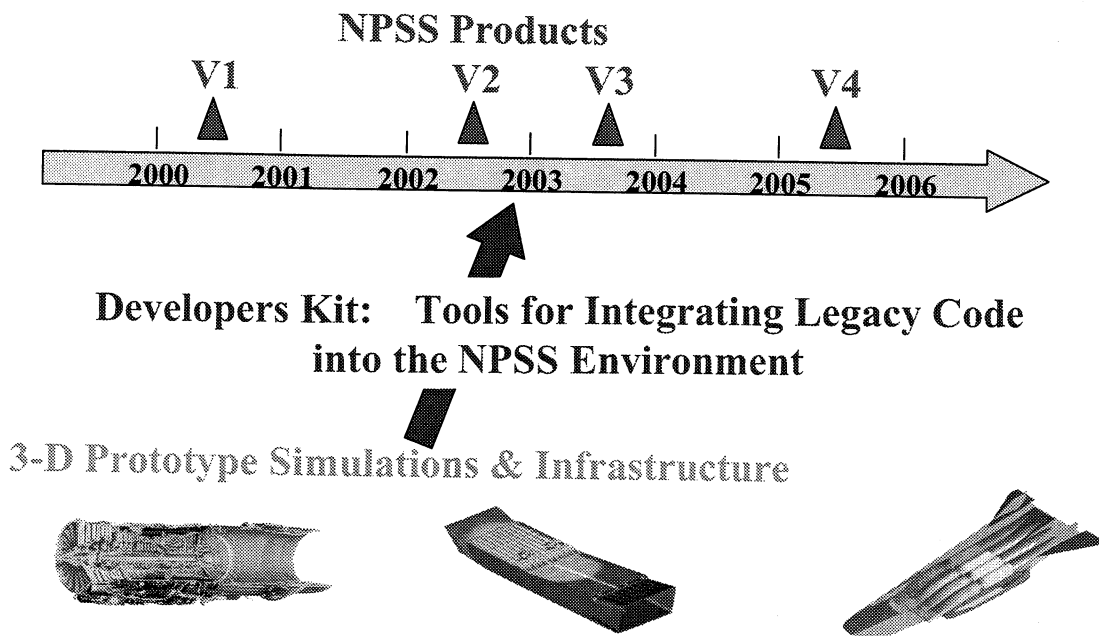 NPSS Products
V1 V2 V3 V4
2000 2001 2002 2003 2004 2005 2006
Developers Kit: Tools for Integrating Legacy Code
into the NPSS Environment
3-D Prototype Simulations & Infrastructure